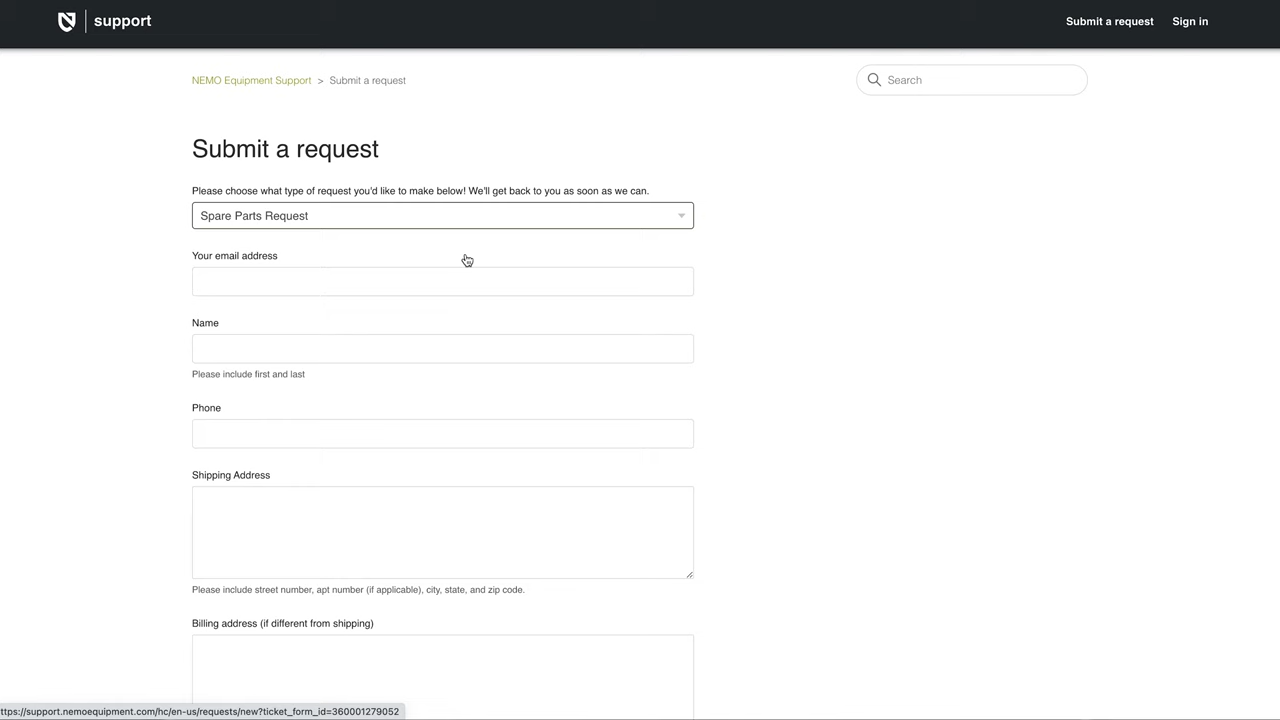 support
Submit a request
Sign in
NEMO Equipment Support > Submit a request
Search
Submit a request
Please choose what type of request you'd like to make below! We'll get back to you as soon as we can.
Spare Parts Request
Your email address
Name
Please include first and last
Phone
Shipping Address
Please include street number, apt number (if applicable), city, state, and zip code.
Billing address (if different from shipping)
ttps://support.nemoequipment.com/hc/en-us/requests/new?ticket_form_id=360001279052